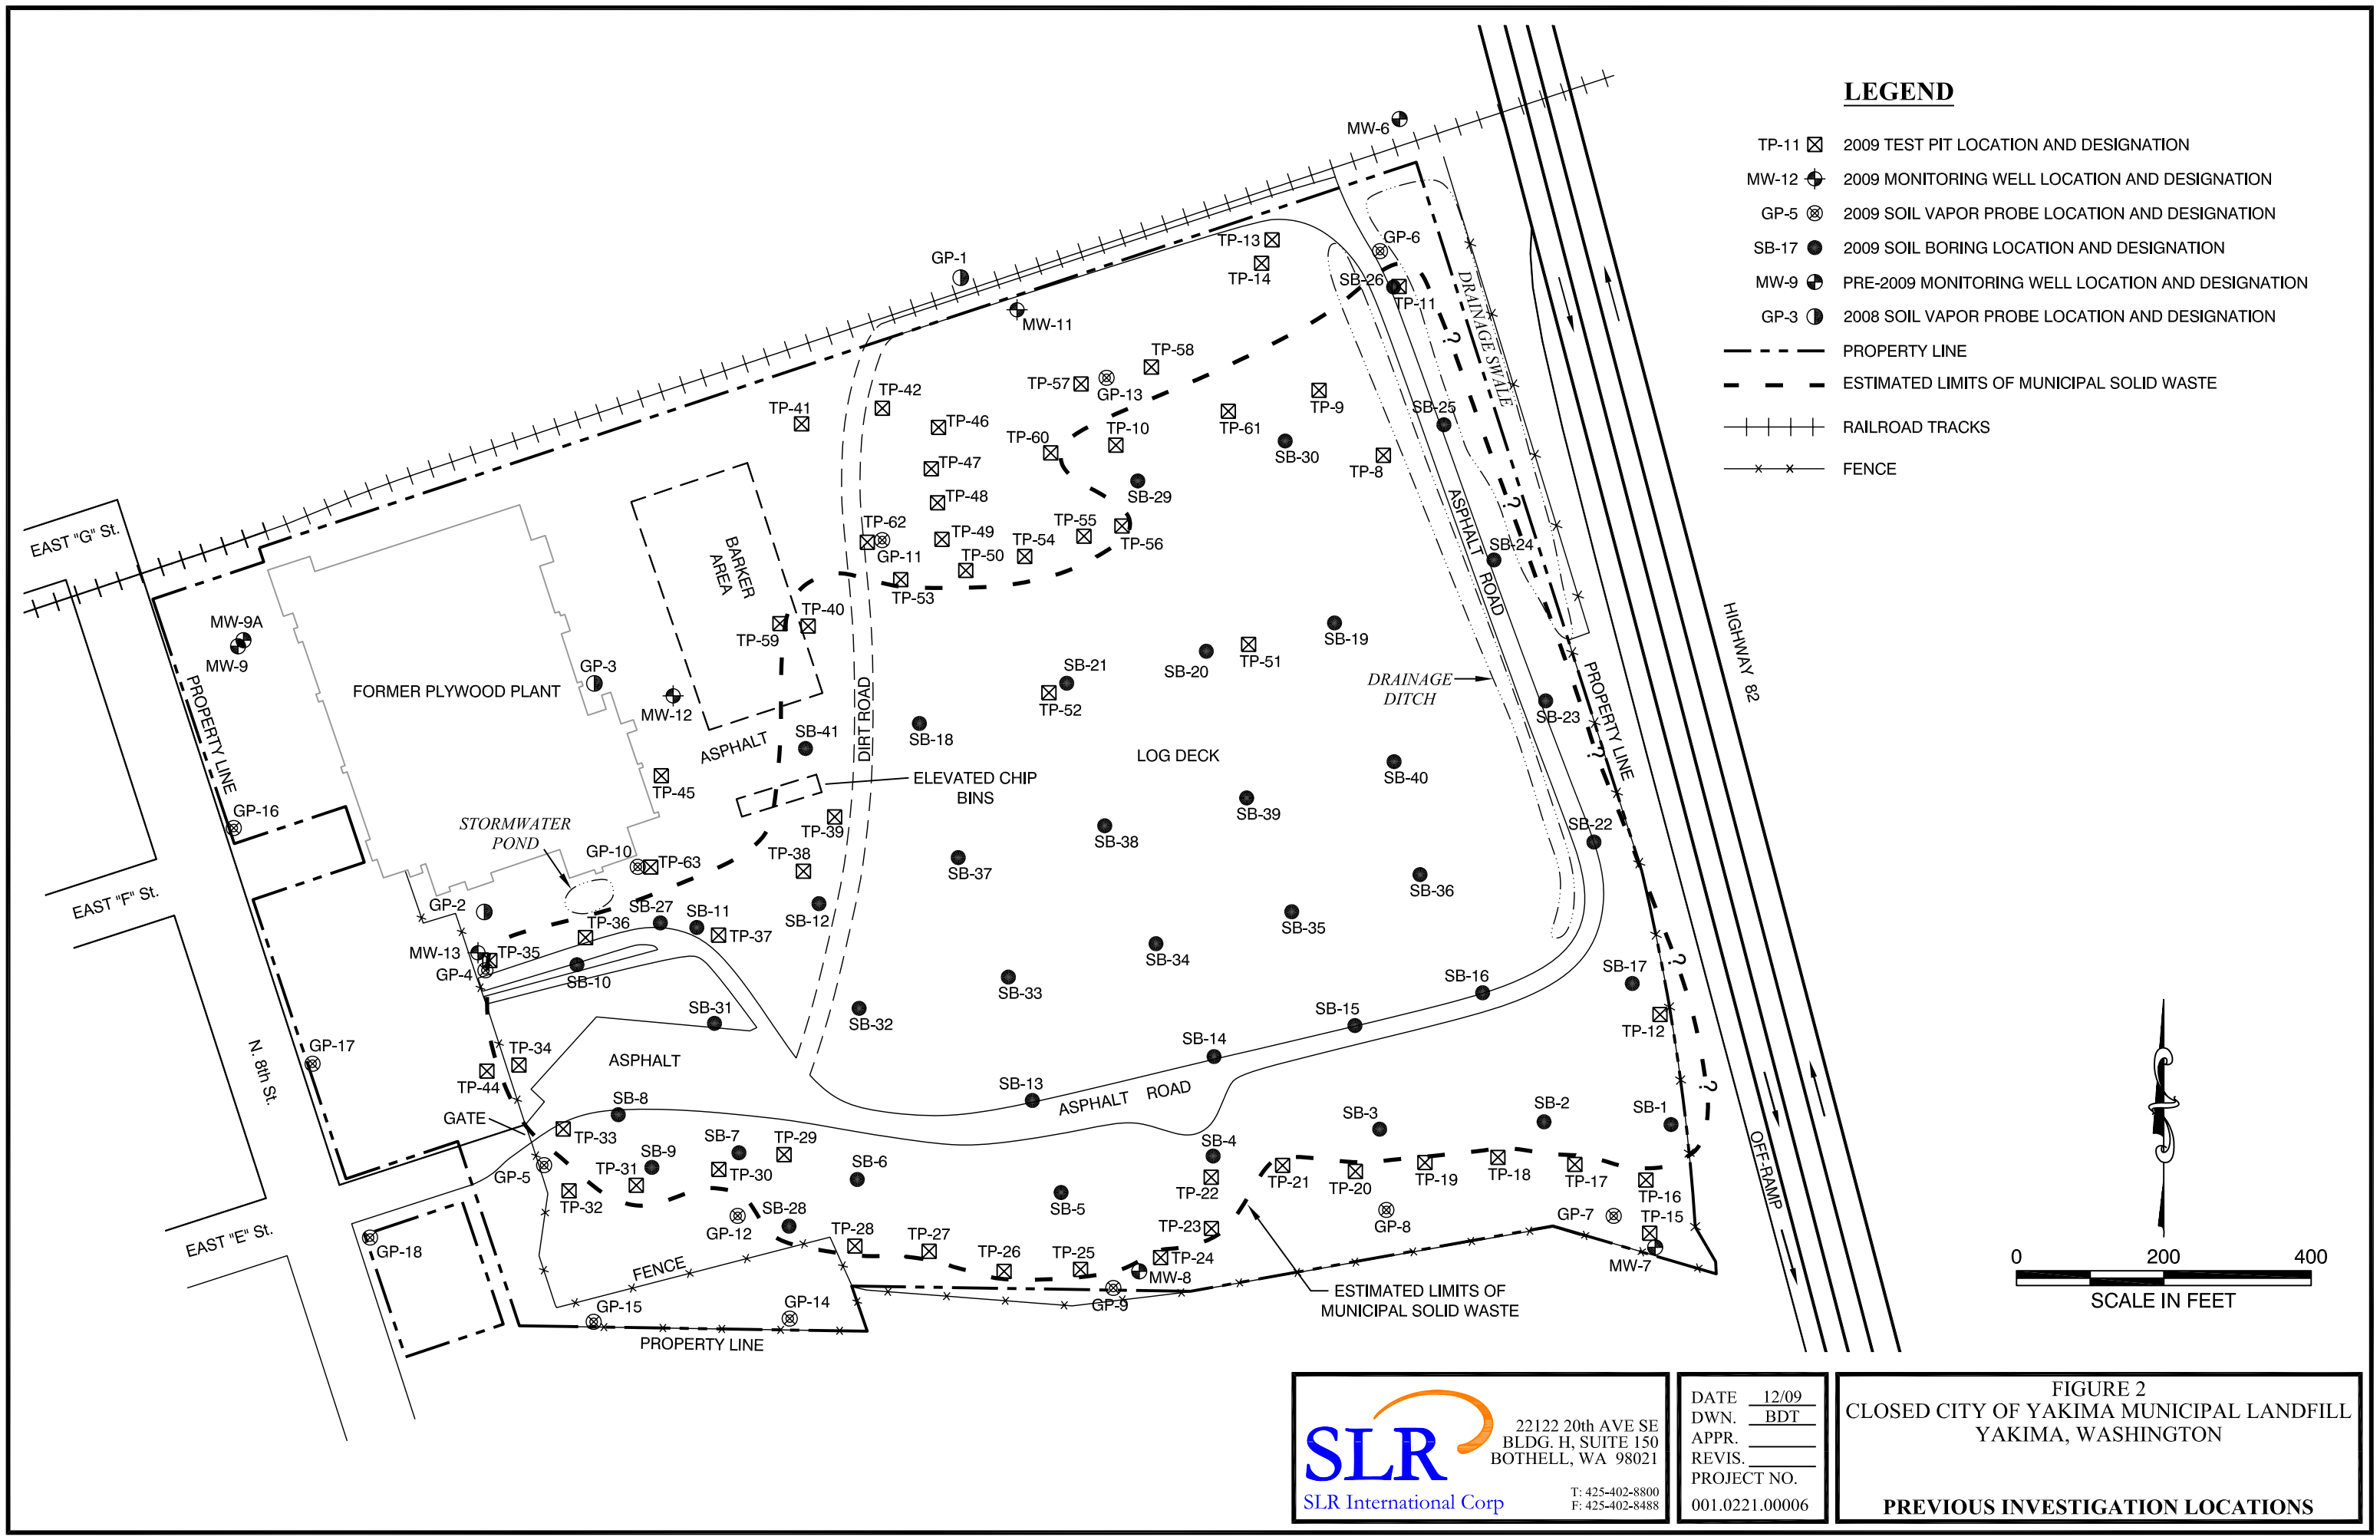 LEGEND
TP-11 2009 TEST PIT LOCATION AND DESIGNATION
MW-12 2009 MONITORING WELL LOCATION AND DESIGNATION
GP-5 2009 SOIL VAPOR PROBE LOCATION AND DESIGNATION
SB-17 2009 SOIL BORING LOCATION AND DESIGNATION
MW-9 PRE-2009 MONITORING WELL LOCATION AND DESIGNATION
GP-3 2008 SOIL VAPOR PROBE LOCATION AND DESIGNATION
PROPERTY LINE
ESTIMATED LIMITS OF MUNICIPAL SOLID WASTE
RAILROAD TRACKS
FENCE
MW-6
TP-13
GP-6
GP-1
TP-14
SB-26
TP-11
DRAINAGE SWALE
MW-11
?
TP-58
TP-57
GP-13
TP-42
TP-41
TP-9
SB-25
TP-46
TP-61
TP-60
TP-10
SB-30
TP-8
TP-47
SB-29
TP-48
ASPHALT ROAD
?
EAST "G" St.
TP-62
TP-55
TP-49
TP-54
TP-56
GP-11
TP-50
SB-24
BARKER
AREA
TP-53
TP-40
TP-59
HIGHWAY 82
MW-9A
MW-9
SB-19
TP-51
SB-20
GP-3
SB-21
FORMER PLYWOOD PLANT
DRAINAGE
DITCH
PROPERTY LINE
PROPERTY LINE
MW-12
TP-52
SB-23
DIRT ROAD
SB-41
SB-18
ASPHALT
LOG DECK
?
SB-40
ELEVATED CHIP
BINS
TP-45
GP-16
SB-39
STORMWATER
POND
TP-39
SB-38
SB-22
GP-10
TP-63
TP-38
SB-37
SB-36
EAST "F" St.
GP-2
SB-27
SB-11
SB-12
TP-36
SB-35
TP-37
MW-13
TP-35
GP-4
SB-34
?
SB-17
SB-10
SB-33
SB-16
SB-31
SB-32
SB-15
TP-12
N. 8th St.
GP-17
TP-34
ASPHALT
SB-14
TP-44
SB-13
ASPHALT ROAD
?
SB-8
GATE
SB-3
SB-2
SB-1
TP-33
SB-7
TP-29
SB-4
OFF-RAMP
SB-9
SB-6
GP-5
TP-31
TP-30
TP-22
TP-21
TP-20
TP-19
TP-18
TP-17
TP-16
TP-32
SB-28
SB-5
GP-12
TP-28
TP-27
TP-23
GP-8
GP-7
TP-15
EAST "E" St.
GP-18
TP-26
TP-25
TP-24
MW-8
MW-7
FENCE
GP-9
GP-15
GP-14
ESTIMATED LIMITS OF
MUNICIPAL SOLID WASTE
PROPERTY LINE
0 200 400
SCALE IN FEET
SLR
SLR International Corp
22122 20th AVE SE
BLDG. H, SUITE 150
BOTHELL, WA 98021
T: 425-402-8800
F: 425-402-8488
DATE 12/09
DWN. BDT
APPR.
REVIS.
PROJECT NO.
001.0221.00006
FIGURE 2
CLOSED CITY OF YAKIMA MUNICIPAL LANDFILL
YAKIMA, WASHINGTON
PREVIOUS INVESTIGATION LOCATIONS